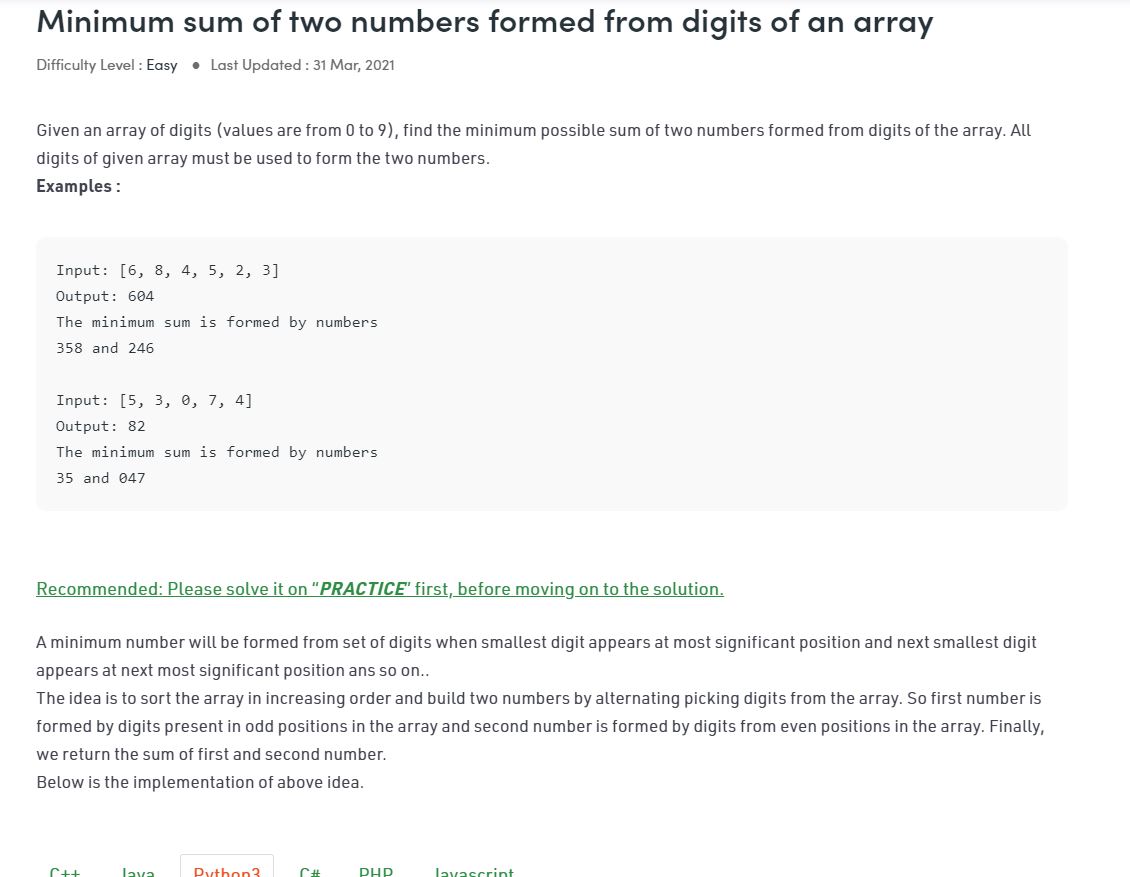 Minimum sum of two numbers formed from digits of an array
Difficulty Level : Easy ● Last Updated : 31 Mar, 2021
Given an array of digits (values are from 0 to 9), find the minimum possible sum of two numbers formed from digits of the array. All
digits of given array must be used to form the two numbers.
Examples :
Input: [6, 8, 4, 5, 2, 3]
Output: 604
The minimum sum is formed by numbers
358 and 246
Input: [5, 3, 0, 7, 4]
Output: 82
The minimum sum is formed by numbers
35 and 047
Recommended: Please solve it on “PRACTICE” first, before moving on to the solution.
A minimum number will be formed from set of digits when smallest digit appears at most significant position and next smallest digit
appears at next most significant position ans so on..
The idea is to sort the array in increasing order and build two numbers by alternating picking digits from the array. So first number is
formed by digits present in odd positions in the array and second number is formed by digits from even positions in the array. Finally,
we return the sum of first and second number.
Below is the implementation of above idea.
C++ Java Python3 C# PHP Javascript